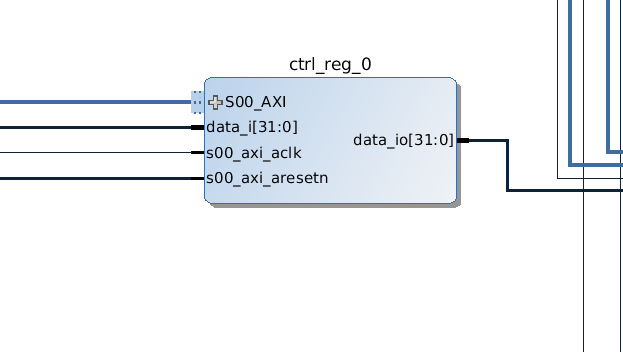 ctrl_reg_0
S00_AXI
data_i[31:0]
data_io[31:0]
s00_axi_aclk
s00_axi_aresetn